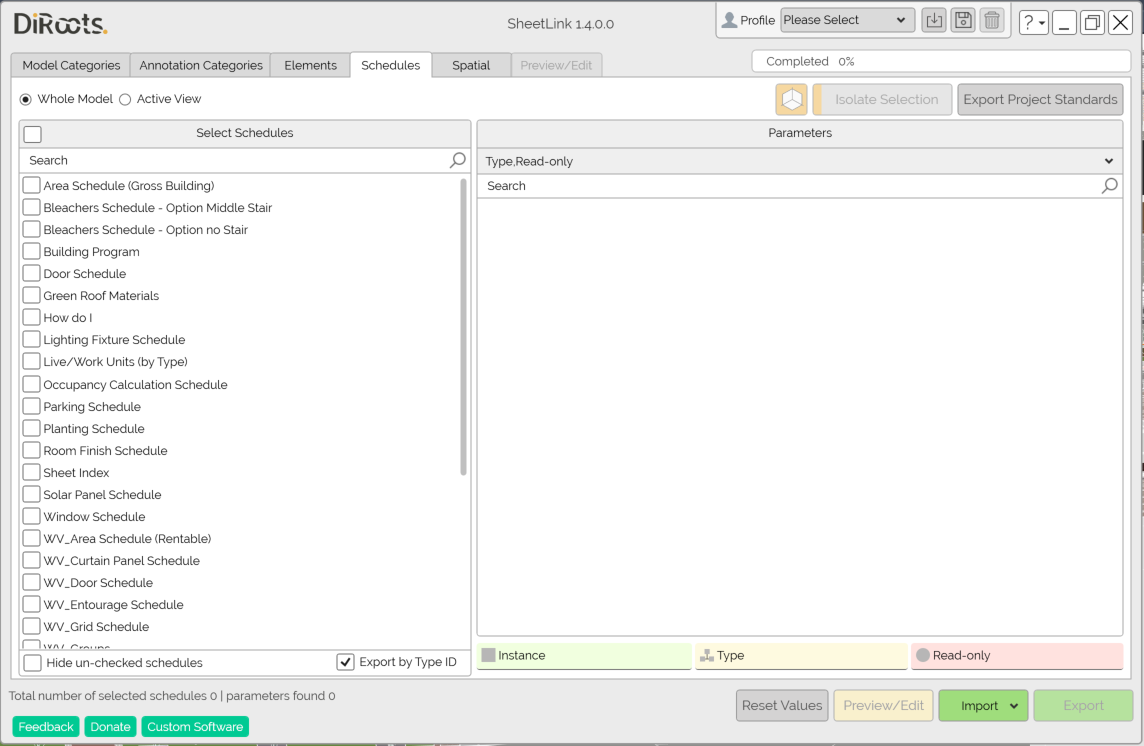 DiRoots.
SheetLink 1.4.0.0
Profile
Please Select
?
Model Categories
Annotation Categories
Elements
Schedules
Spatial
Preview/Edit
Completed 0%
Whole Model
Active View
Isolate Selection
Export Project Standards
Select Schedules
Search
Area Schedule (Gross Building)
Bleachers Schedule - Option Middle Stair
Bleachers Schedule - Option no Stair
Building Program
Door Schedule
Green Roof Materials
How do I
Lighting Fixture Schedule
Live/Work Units (by Type)
Occupancy Calculation Schedule
Parking Schedule
Planting Schedule
Room Finish Schedule
Sheet Index
Solar Panel Schedule
Window Schedule
WV_Area Schedule (Rentable)
WV_Curtain Panel Schedule
WV_Door Schedule
WV_Entourage Schedule
WV_Grid Schedule
WV_Groups
Hide un-checked schedules
Export by Type ID
Parameters
Type,Read-only
Search
Instance
Type
Read-only
Total number of selected schedules 0 | parameters found 0
Feedback
Donate
Custom Software
Reset Values
Preview/Edit
Import
Export